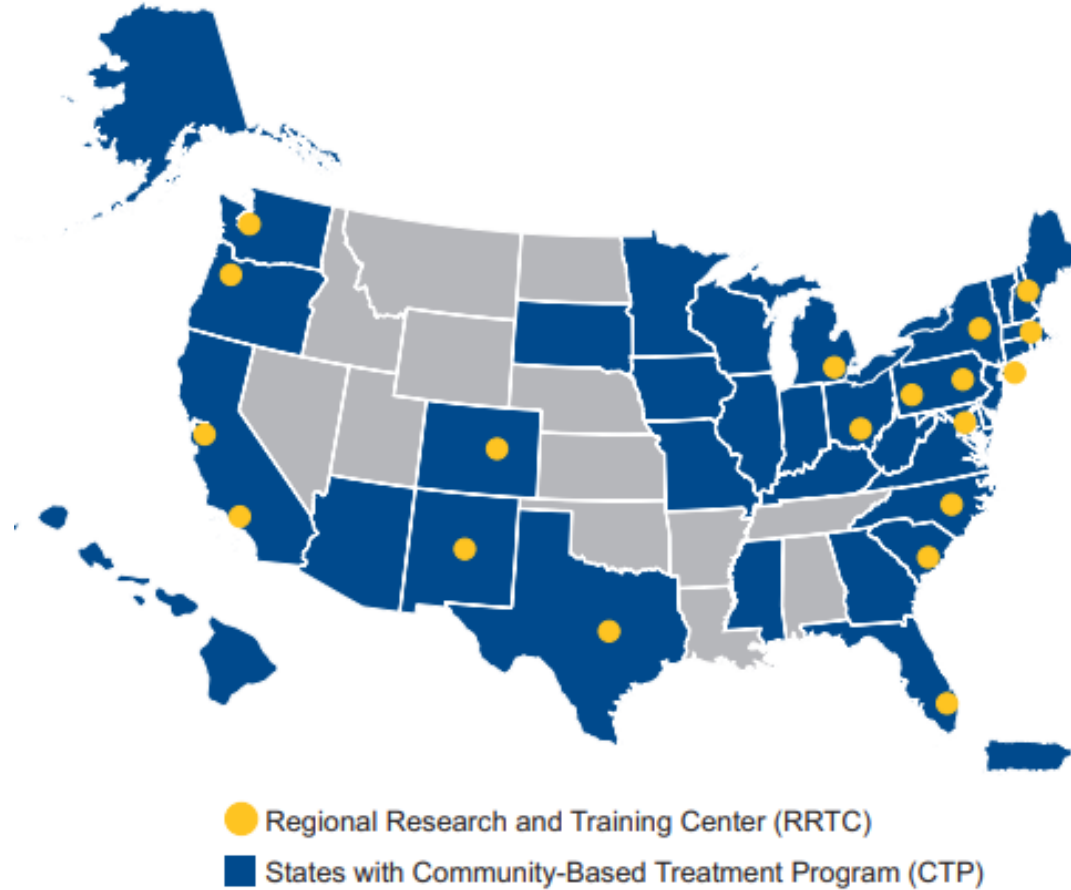 Regional Research and Training Center (RRTC)
States with Community-Based Treatment Program (CTP)